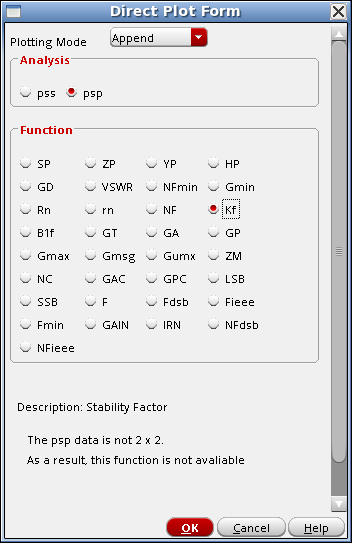 Direct Plot Form
Plotting Mode Append
Analysis
pss psp
Function
SP ZP YP HP
GD VSWR NFmin Gmin
Rn rn NF Kf
B1f GT GA GP
Gmax Gmsg Gumx ZM
NC GAC GPC LSB
SSB F Fdsb Fieee
Fmin GAIN IRN NFdsb
NFieee
Description: Stability Factor
The psp data is not 2 x 2.
As a result, this function is not avaliable
OK Cancel Help